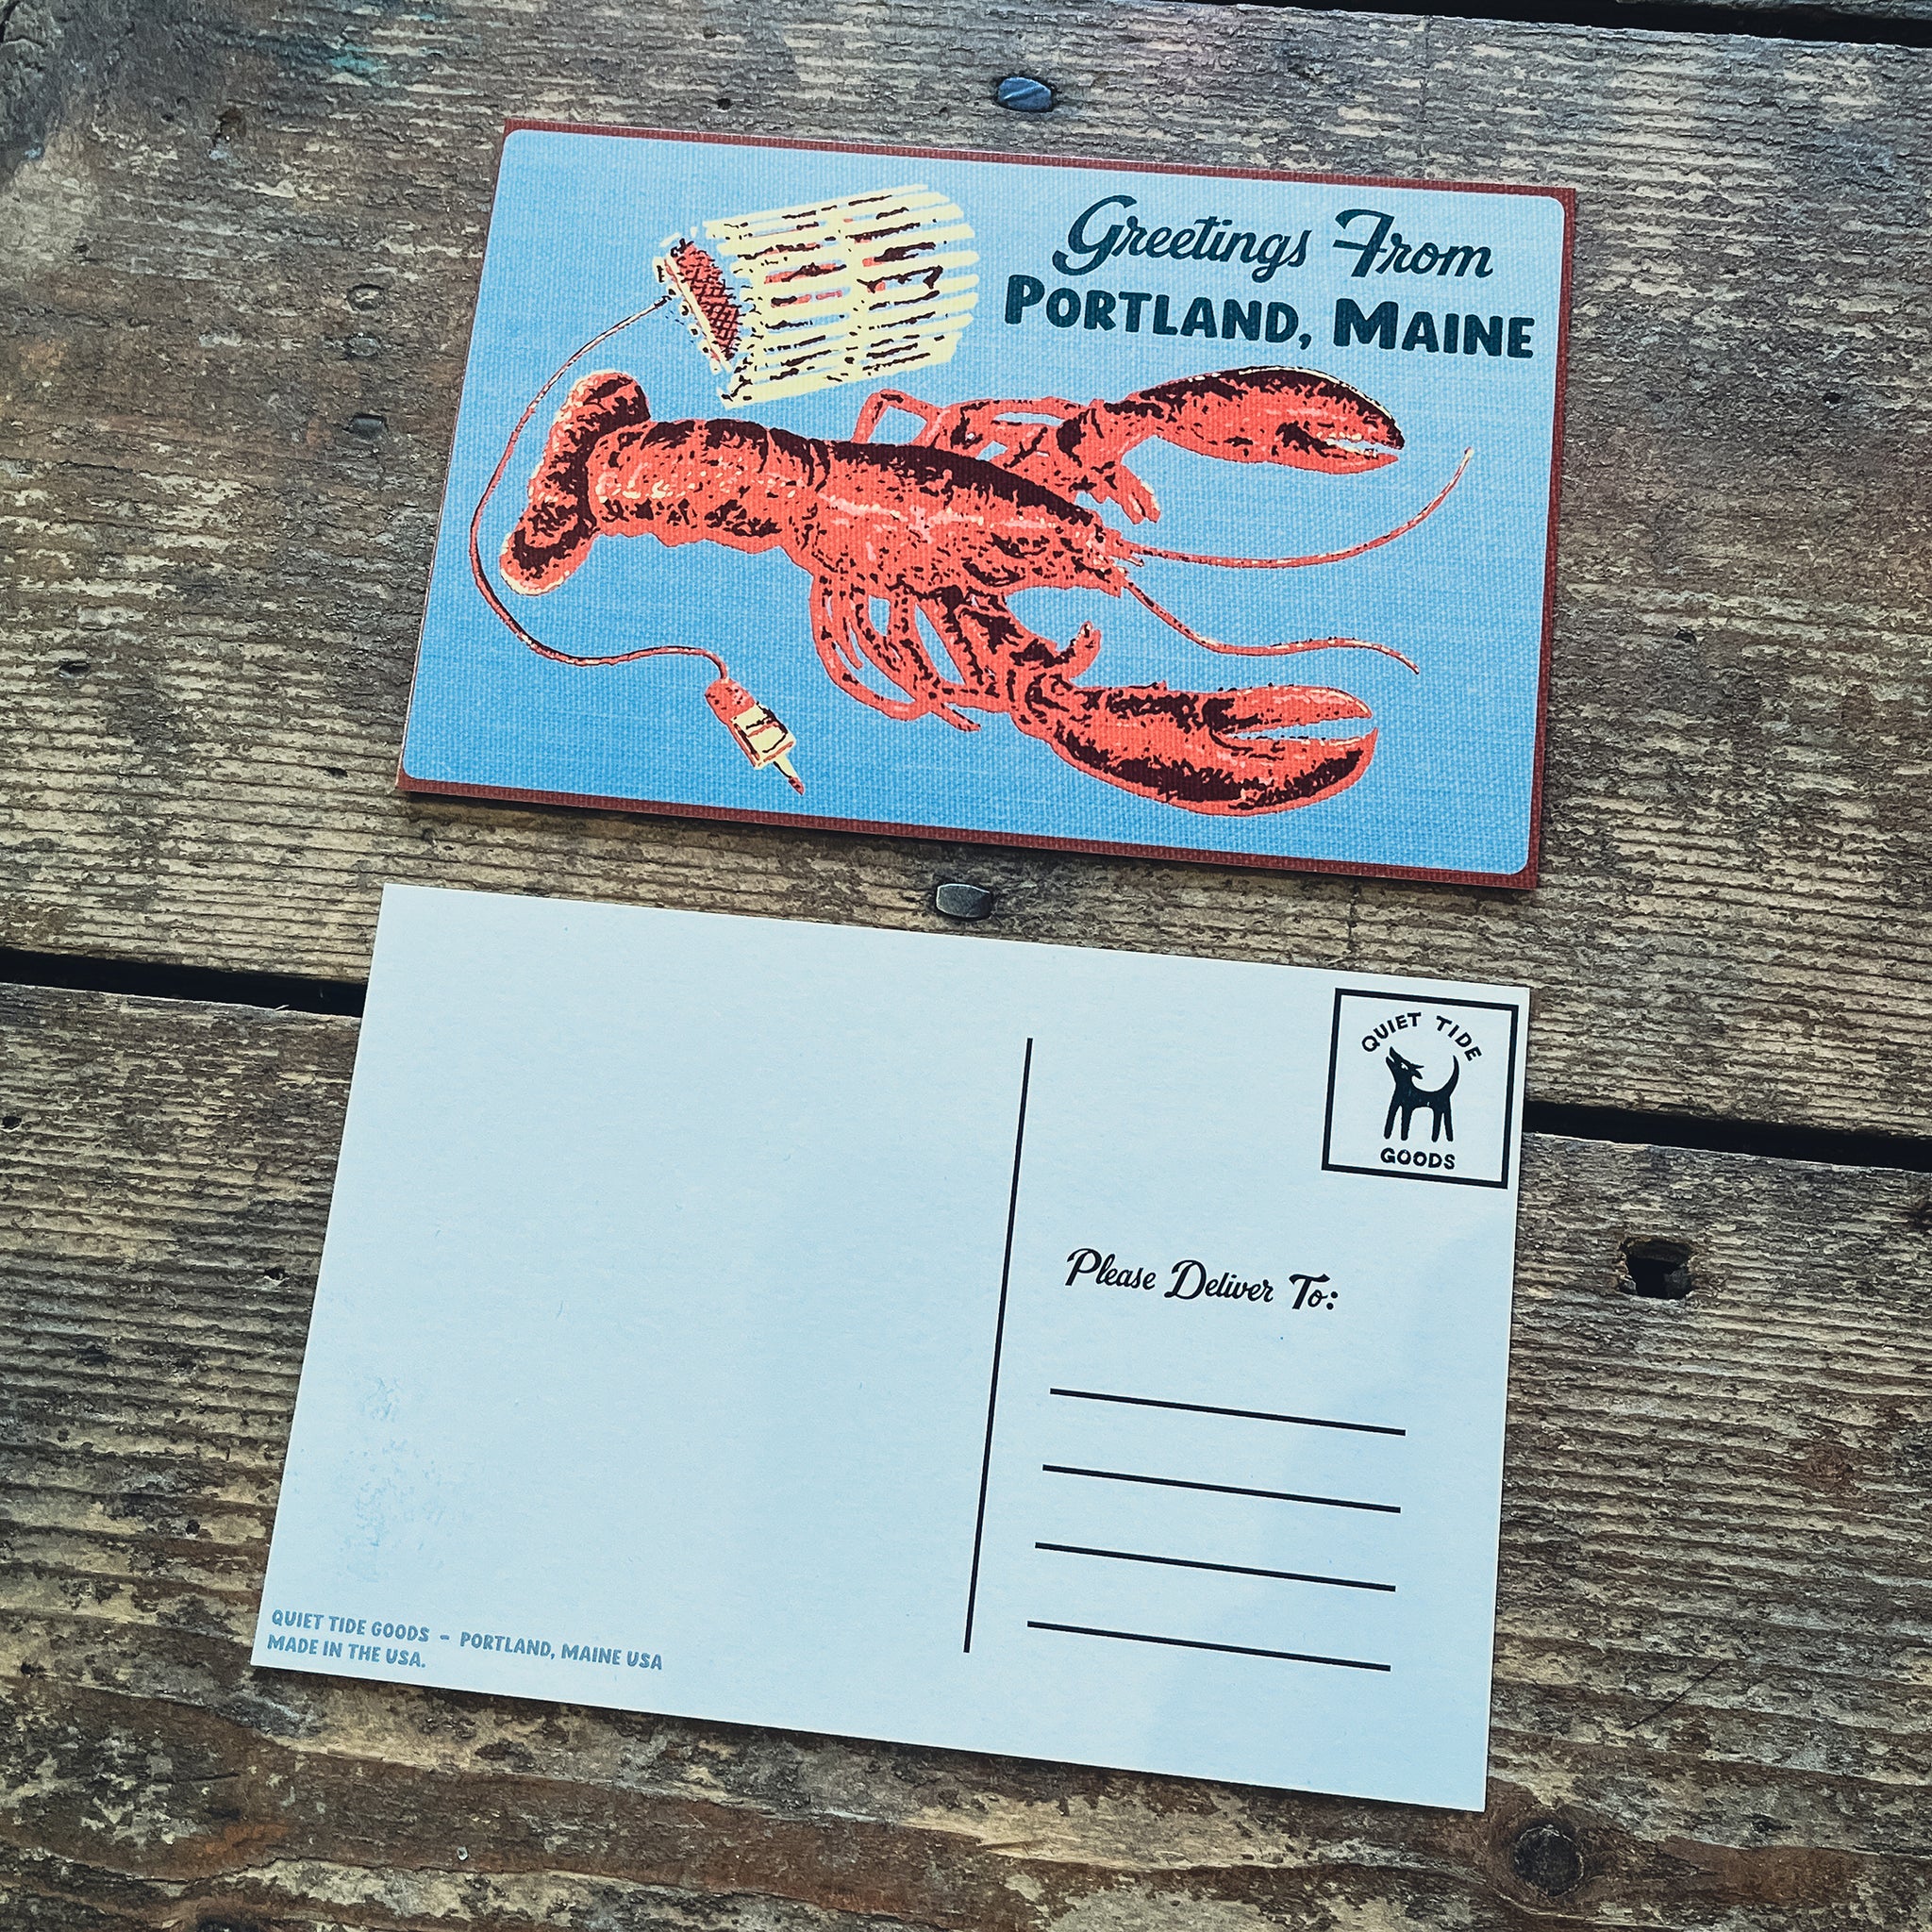 Greetings From
PORTLAND, MAINE
QUIET TIDE
GOODS
Please Deliver To:
QUIET TIDE GOODS - PORTLAND, MAINE USA
MADE IN THE USA.